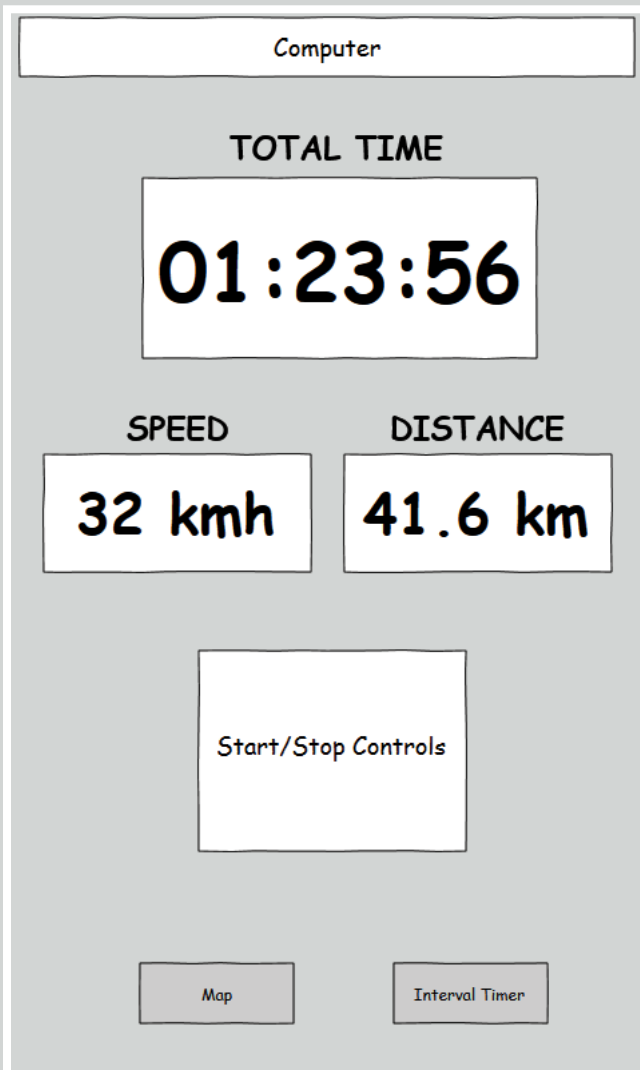 Computer
TOTAL TIME
01:23:56
SPEED DISTANCE
32 kmh 41.6 km
Start/Stop Controls
Map Interval Timer